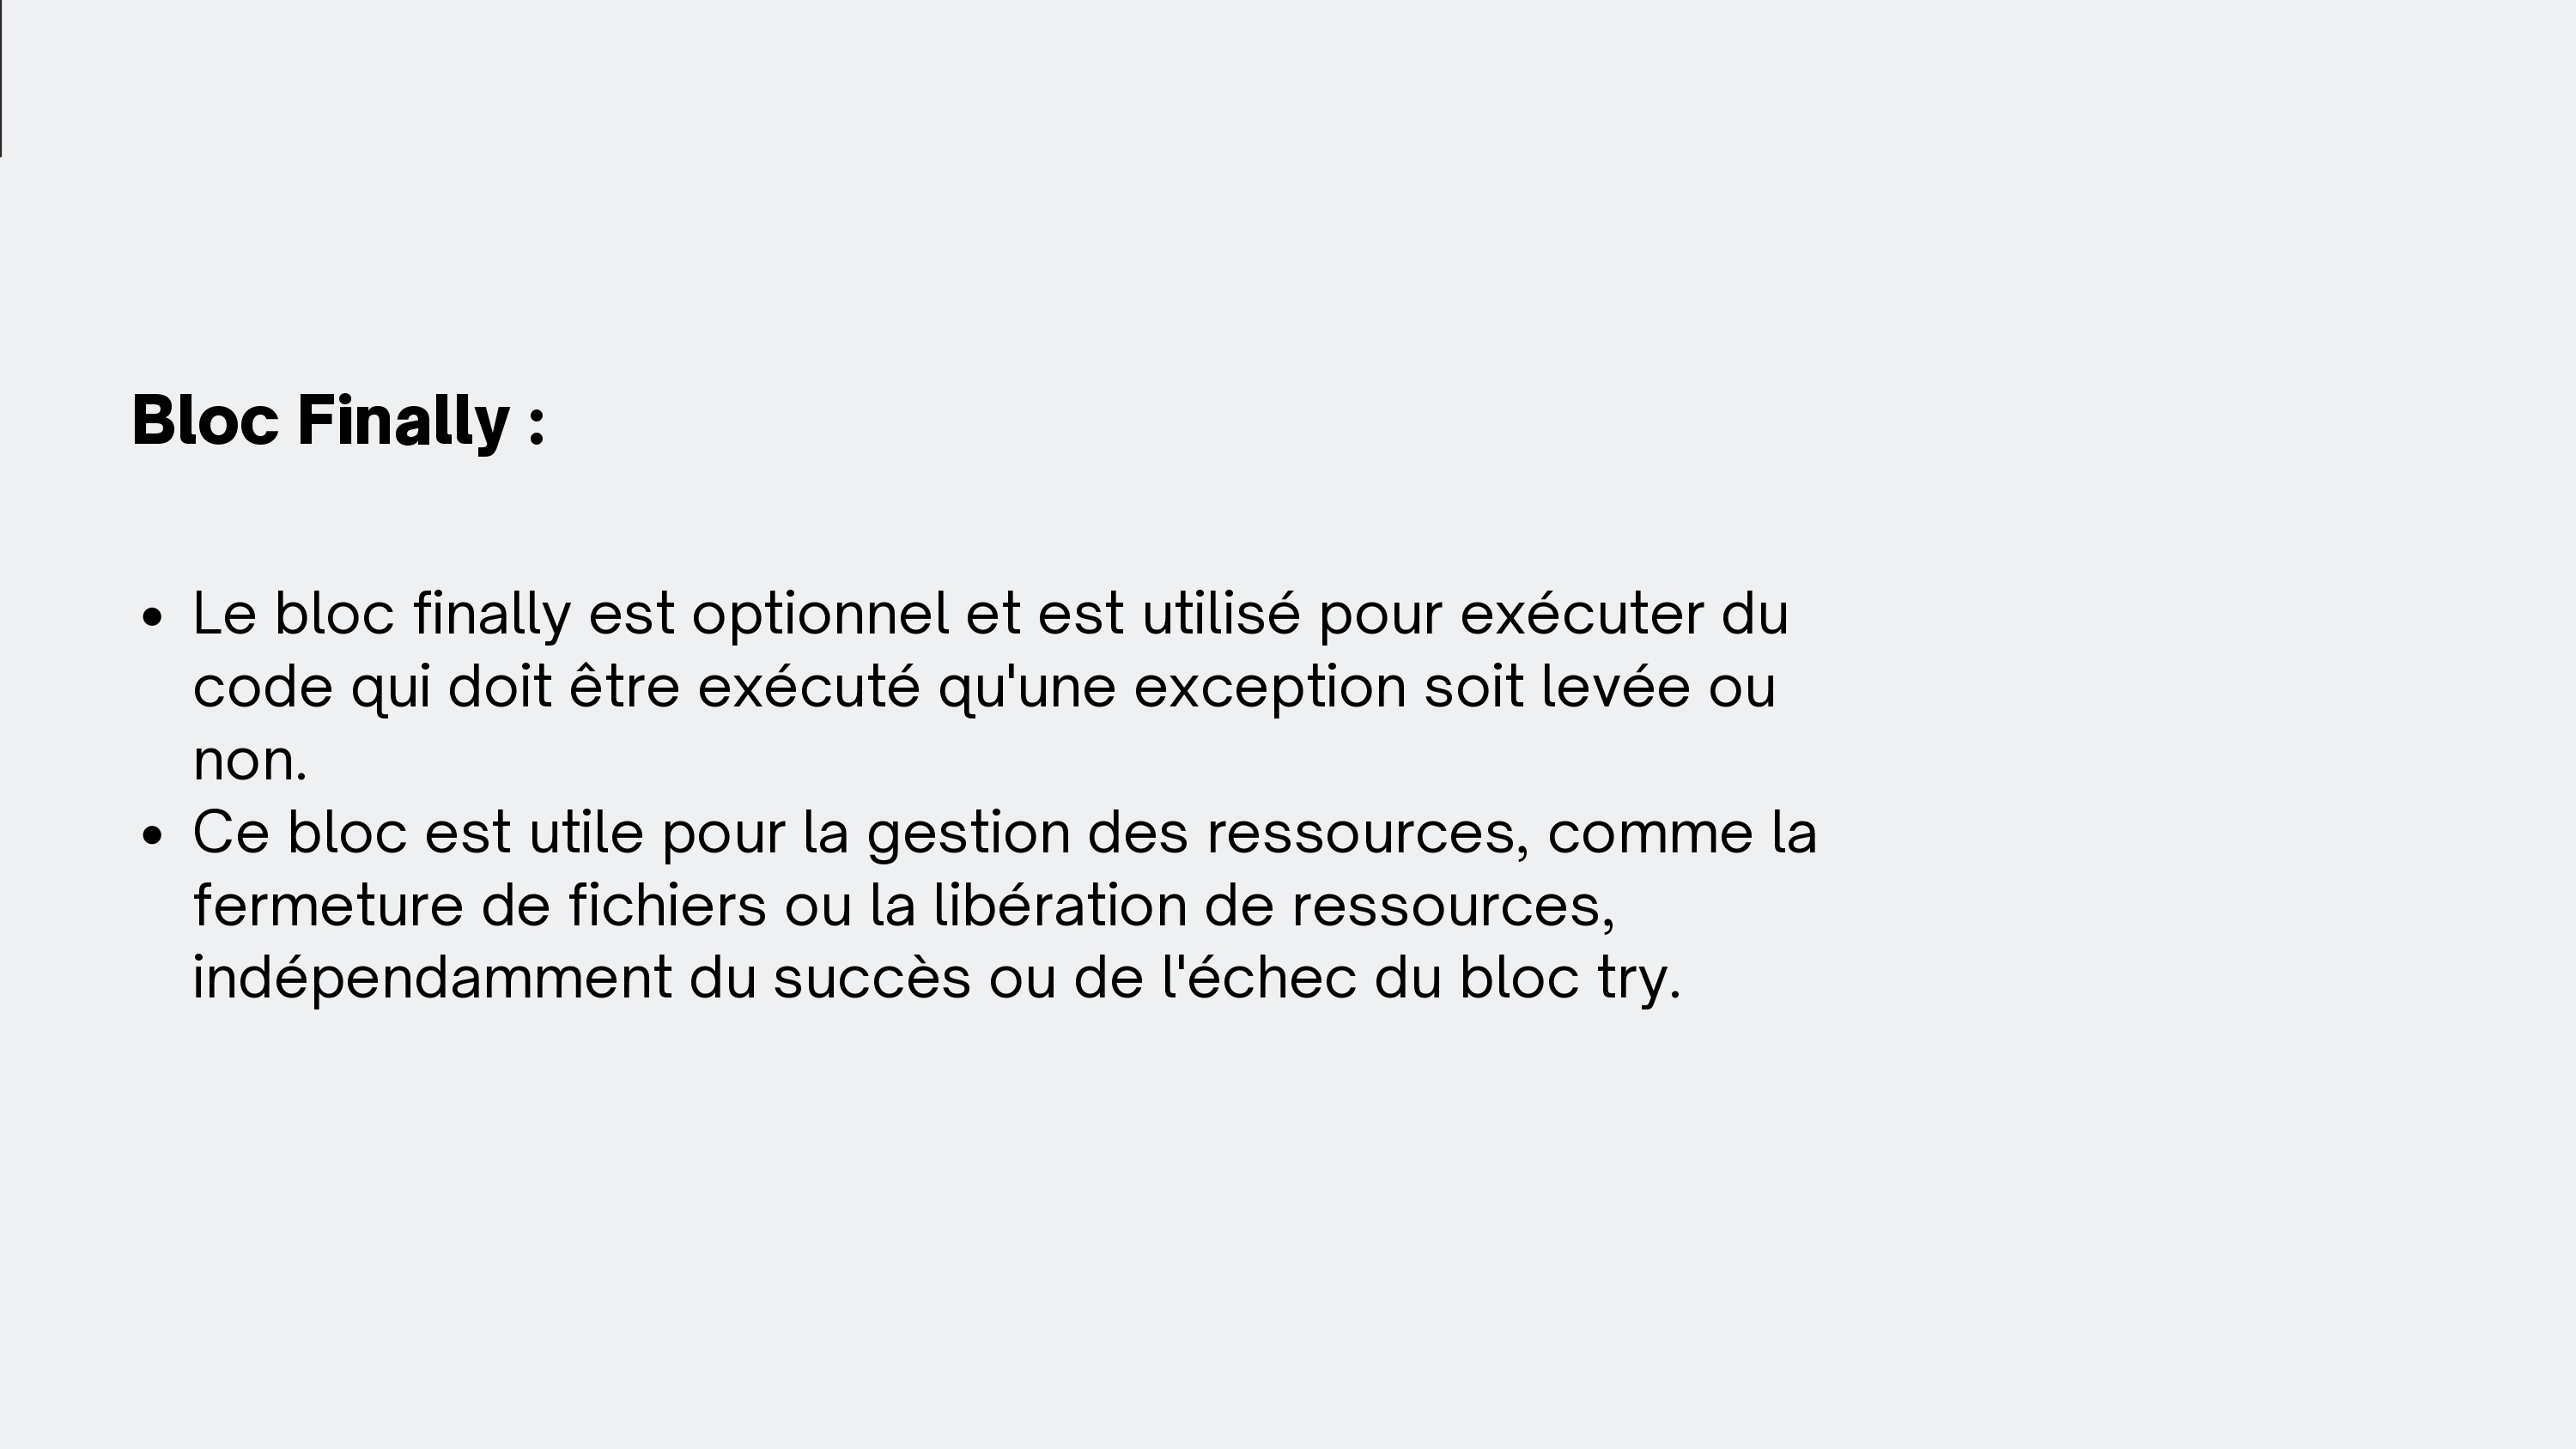 Bloc Finally :
• Le bloc finally est optionnel et est utilisé pour exécuter du
code qui doit être exécuté qu'une exception soit levée ou
non.
• Ce bloc est utile pour la gestion des ressources, comme la
fermeture de fichiers ou la libération de ressources,
indépendamment du succès ou de l'échec du bloc try.